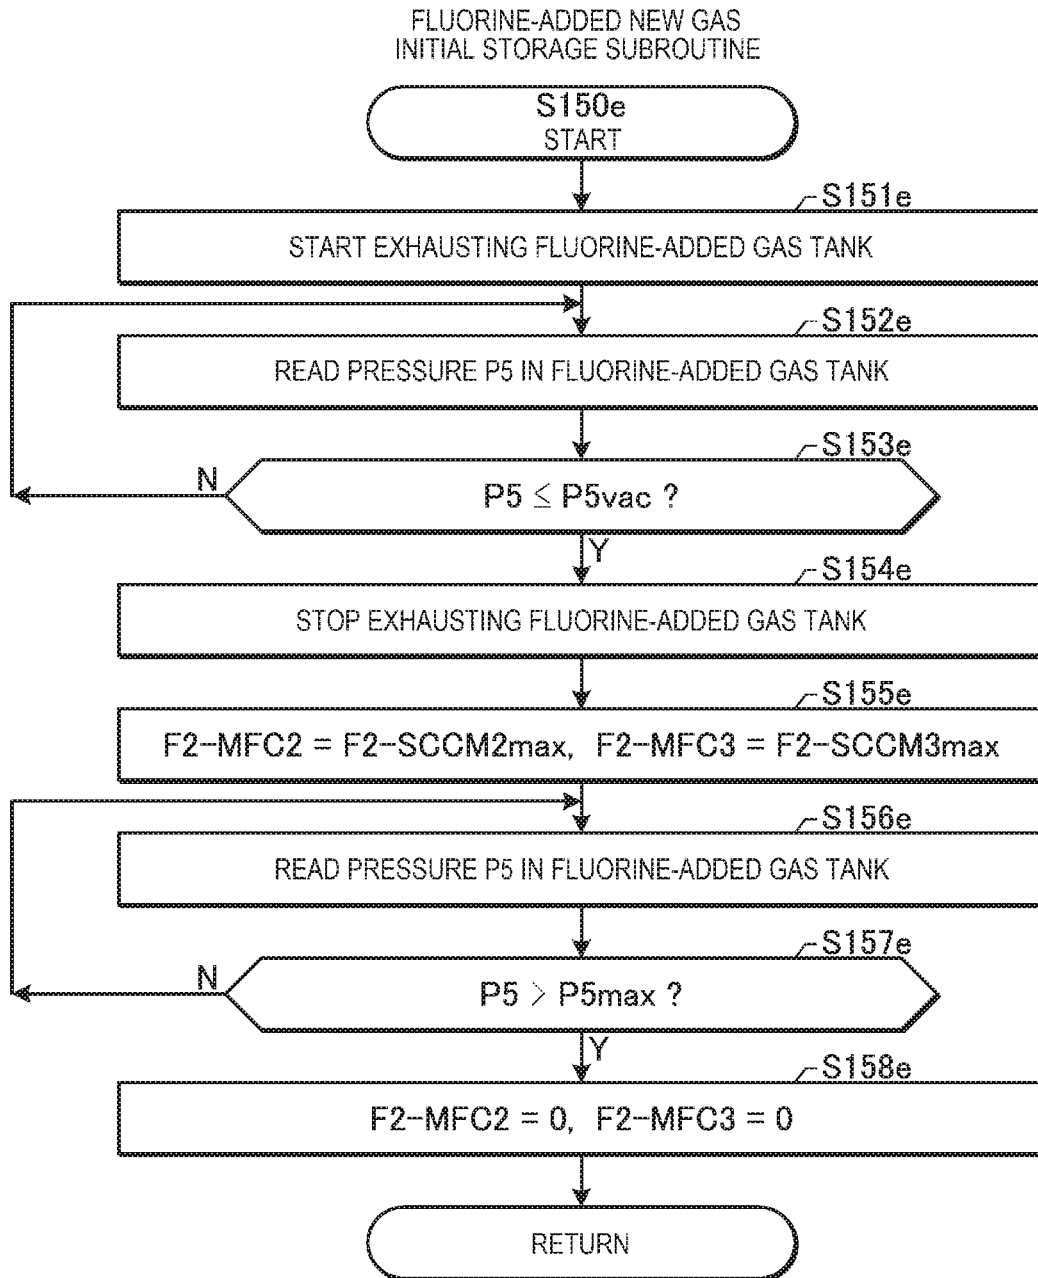 FLUORINE-ADDED NEW GAS
INITIAL STORAGE SUBROUTINE
S150e
START
S151e
START EXHAUSTING FLUORINE-ADDED GAS TANK
S152e
READ PRESSURE P5 IN FLUORINE-ADDED GAS TANK
S153e
N
P5 ≤ P5vac ?
Y
S154e
STOP EXHAUSTING FLUORINE-ADDED GAS TANK
S155e
F2-MFC2 = F2-SCCM2max, F2-MFC3 = F2-SCCM3max
S156e
READ PRESSURE P5 IN FLUORINE-ADDED GAS TANK
S157e
N
P5 > P5max ?
Y
S158e
F2-MFC2 = 0, F2-MFC3 = 0
RETURN